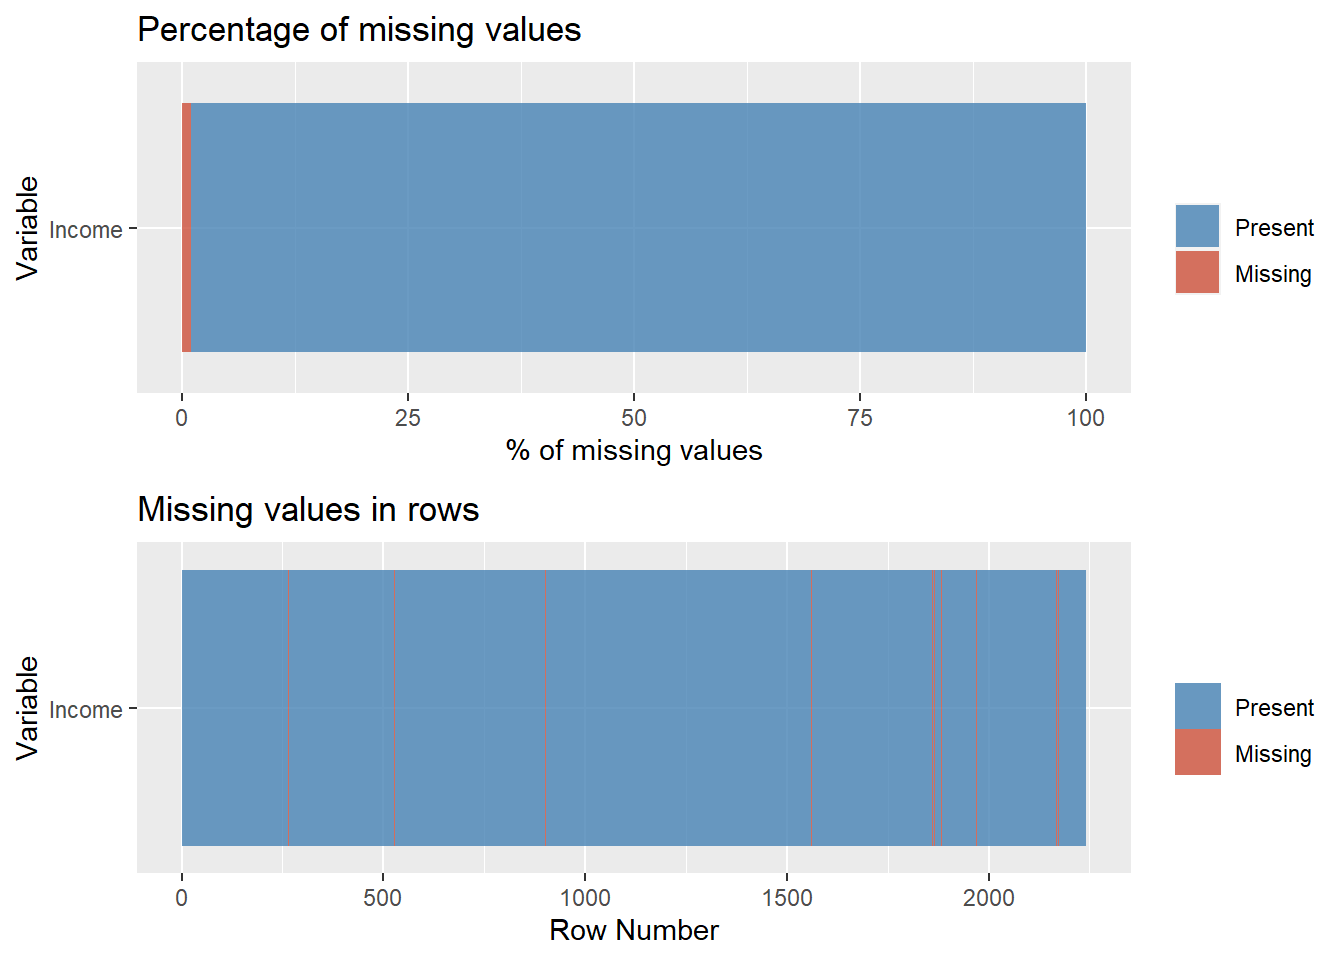 Percentage of missing values
Variable
Income
Present
Missing
0 25 50 75 100
% of missing values
Missing values in rows
Variable
Income
Present
Missing
0 500 1000 1500 2000
Row Number